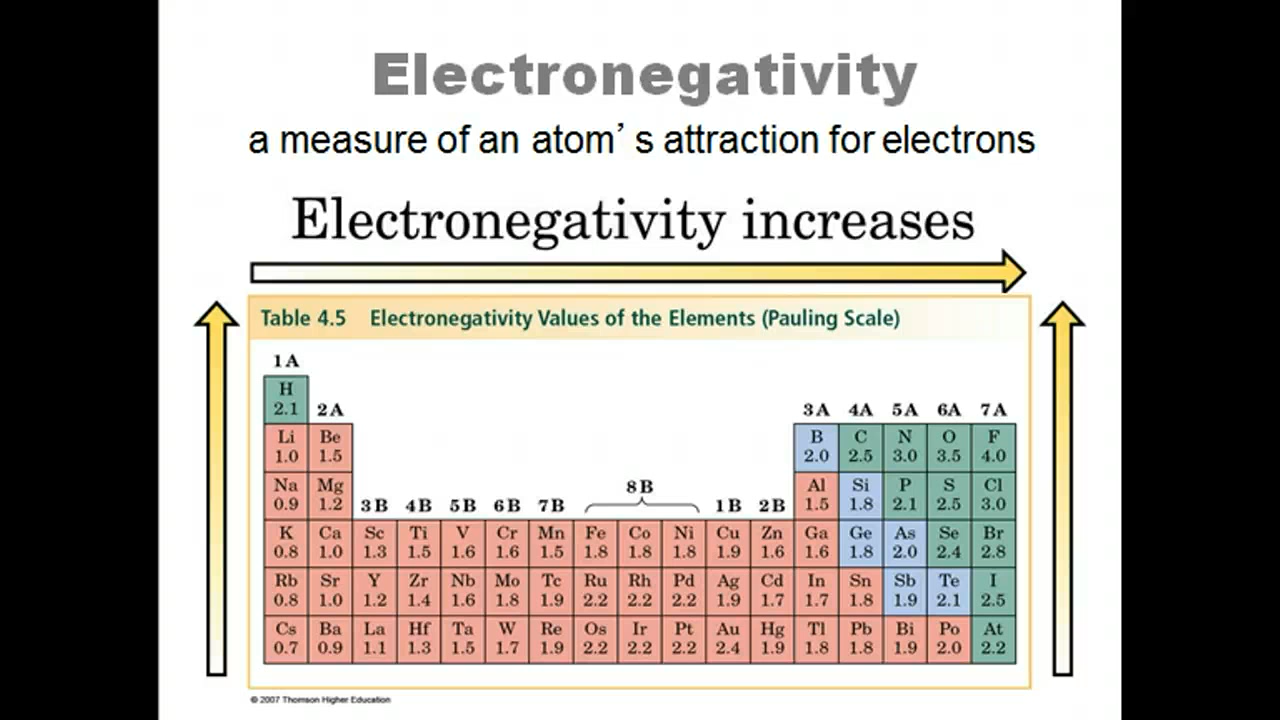 Electronegativity
a measure of an atom’ s attraction for electrons
Electronegativity increases
Table 4.5 Electronegativity Values of the Elements (Pauling Scale)
1A
H
2.1 2A 3A 4A 5A 6A 7A
Li Be B C N O F
1.0 1.5 2.0 2.5 3.0 3.5 4.0
Na Mg 8B Al Si P S Cl
0.9 1.2 3B 4B 5B 6B 7B 1B 2B 1.5 1.8 2.1 2.5 3.0
K Ca Sc Ti V Cr Mn Fe Co Ni Cu Zn Ga Ge As Se Br
0.8 1.0 1.3 1.5 1.6 1.6 1.5 1.8 1.8 1.8 1.9 1.6 1.6 1.8 2.0 2.4 2.8
Rb Sr Y Zr Nb Mo Tc Ru Rh Pd Ag Cd In Sn Sb Te I
0.8 1.0 1.2 1.4 1.6 1.8 1.9 2.2 2.2 2.2 1.9 1.7 1.7 1.8 1.9 2.1 2.5
Cs Ba La Hf Ta W Re Os Ir Pt Au Hg Tl Pb Bi Po At
0.7 0.9 1.1 1.3 1.5 1.7 1.9 2.2 2.2 2.2 2.4 1.9 1.8 1.8 1.9 2.0 2.2
© 2007 Thomson Higher Education